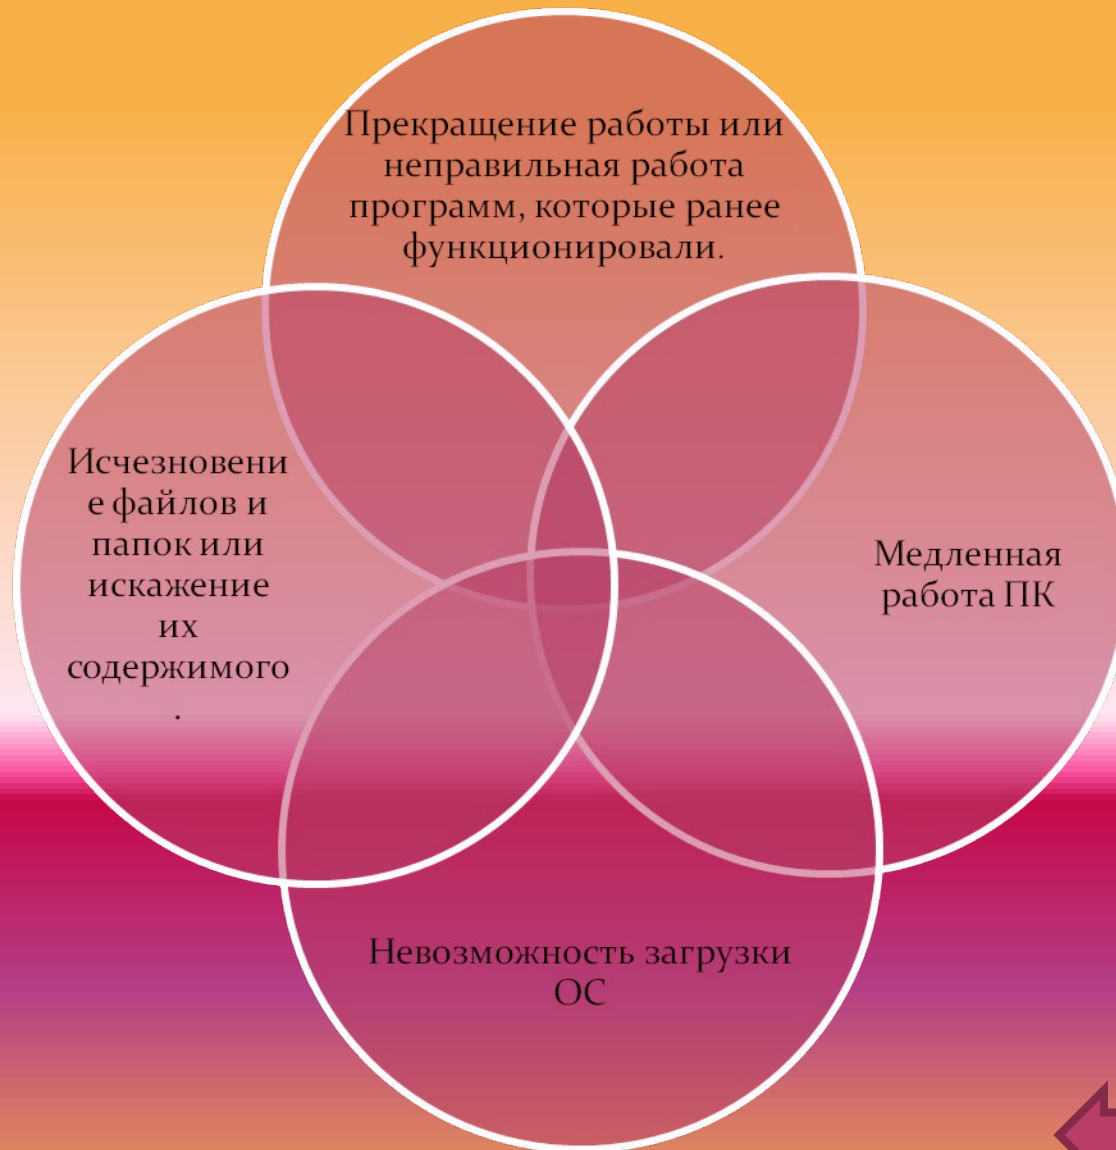 Прекращение работы или
неправильная работа
программ, которые ранее
функционировали.
Исчезновени
е файлов и
папок или
искажение
их
содержимого
.
Медленная
работа ПК
Невозможность загрузки
ОС